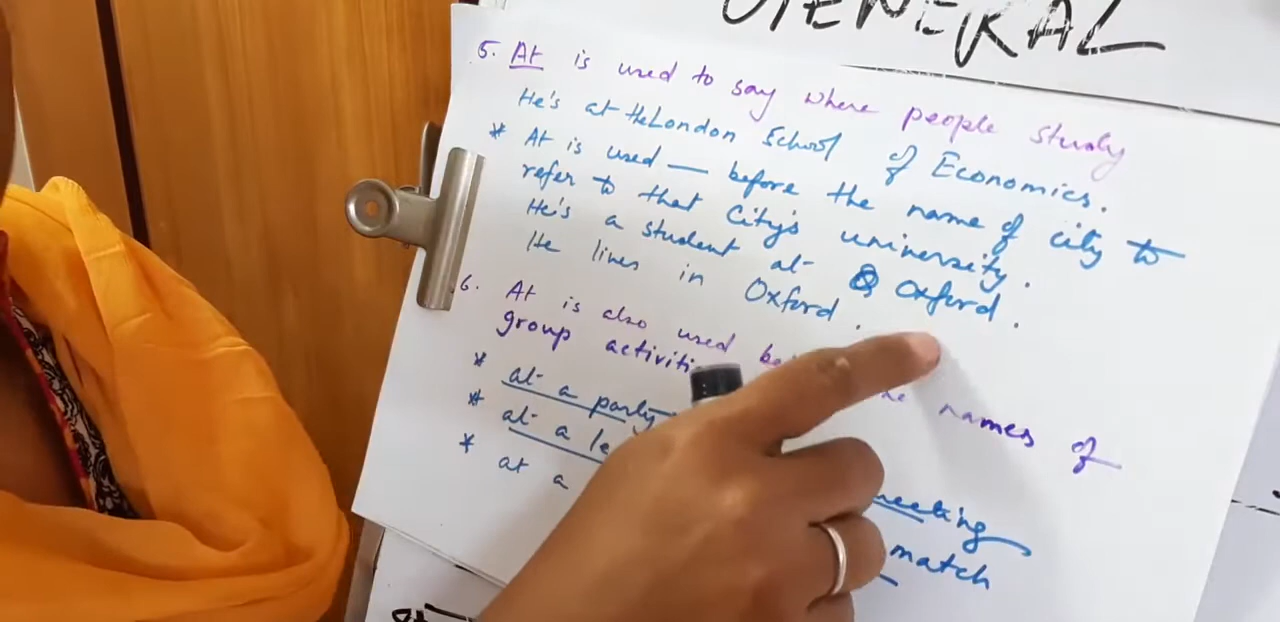 GENERAL
5. At is used to say where people study
He's at the London School of Economics.
* At is used — before the name of city to
refer to that City's uninersity.
He's a student at Oxford.
He lives in Oxford.
6. At is also used names of
group
* at a party meeting
* at a match
* at a